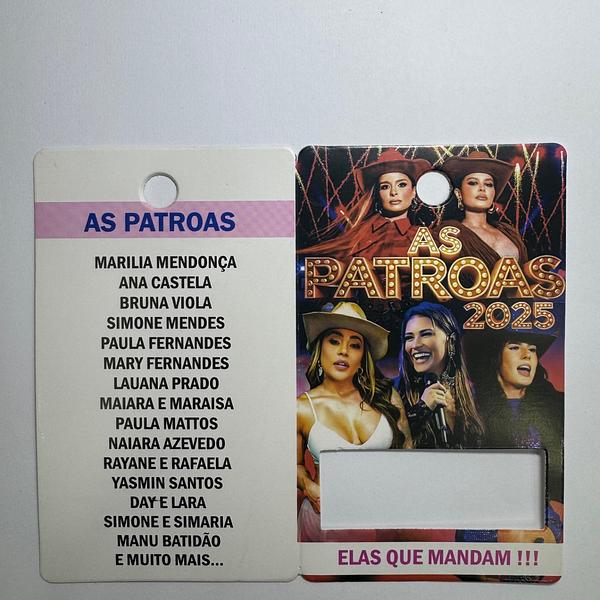 AS PATROAS
MARILIA MENDONÇA
ANA CASTELA
BRUNA VIOLA
SIMONE MENDES
PAULA FERNANDES
MARY FERNANDES
LAUANA PRADO
MAIARA E MARAISA
PAULA MATTOS
NAIARA AZEVEDO
RAYANE E RAFAELA
YASMIN SANTOS
DAY E LARA
SIMONE E SIMARIA
MANU BATIDÃO
E MUITO MAIS...
AS
PATROAS
2025
ELAS QUE MANDAM !!!